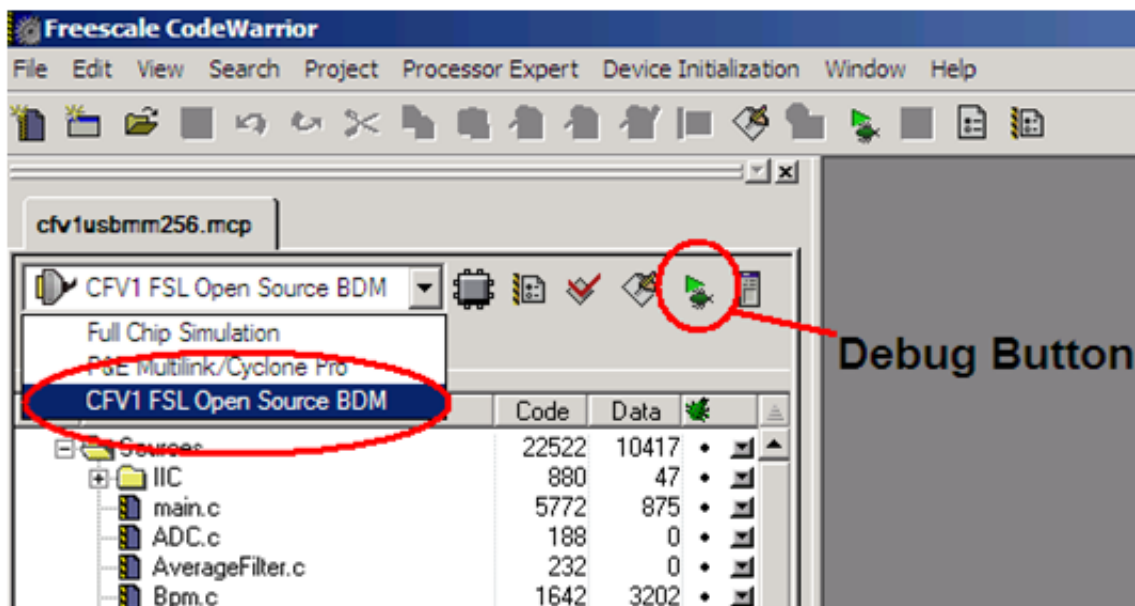 Freescale CodeWarrior
File Edit View Search Project Processor Expert Device Initialization Window Help
cfv1usbmm256.mcp
CFV1 FSL Open Source BDM
Full Chip Simulation
P&E Multilink/Cyclone Pro
CFV1 FSL Open Source BDM
Debug Button
Code Data
Sources 22522 10417
IIC 880 47
main.c 5772 875
ADC.c 188 0
AverageFilter.c 232 0
Bpm.c 1642 3202